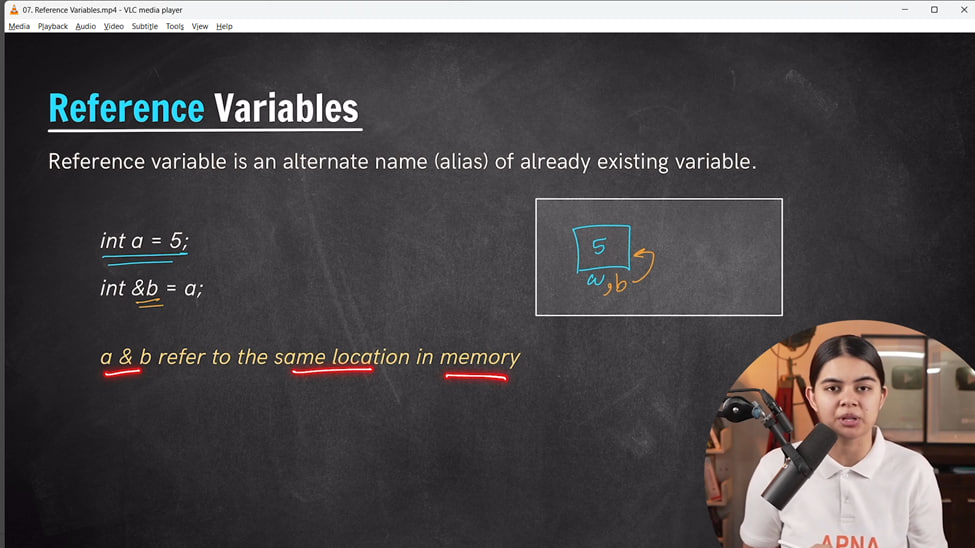 07. Reference Variables.mp4 - VLC media player
Media Playback Audio Video Subtitle Tools View Help
Reference Variables
Reference variable is an alternate name (alias) of already existing variable.
int a = 5;
int &b = a;
a & b refer to the same location in memory
5
a, b
APNA